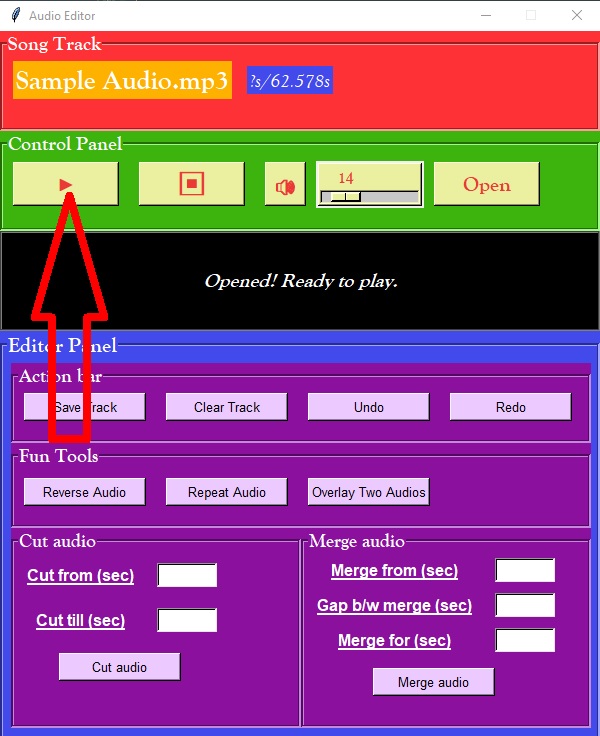 Audio Editor
Song Track
Sample Audio.mp3 ?s/62.578s
Control Panel
14
Open
Opened! Ready to play.
Editor Panel
Action bar
Save Track Clear Track Undo Redo
Fun Tools
Reverse Audio Repeat Audio Overlay Two Audios
Cut audio
Cut from (sec)
Cut till (sec)
Cut audio
Merge audio
Merge from (sec)
Gap b/w merge (sec)
Merge for (sec)
Merge audio